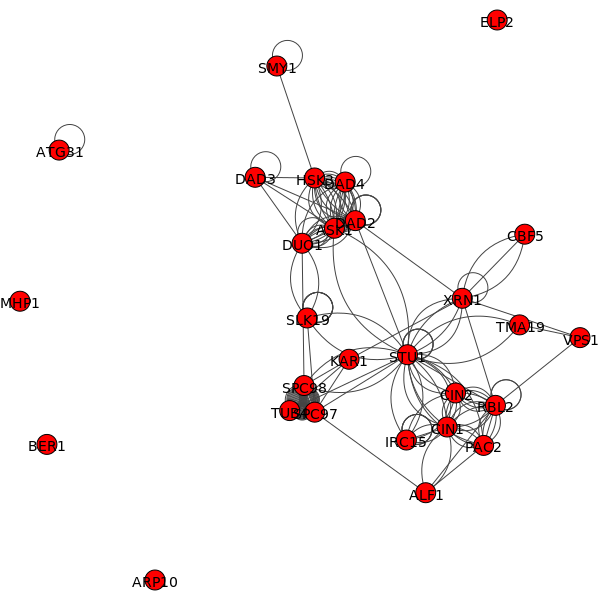 ELP2
SMY1
ATG31
DAD3
HSK3
DAD4
DAD2
ASK1
DUO1
CBF5
XRN1
MHP1
SLK19
TMA19
VPS1
KAR1
STU1
SPC98
CIN2
TUB4
SPC97
RBL2
CIN1
IRC15
PAC2
BER1
ALF1
ARP10